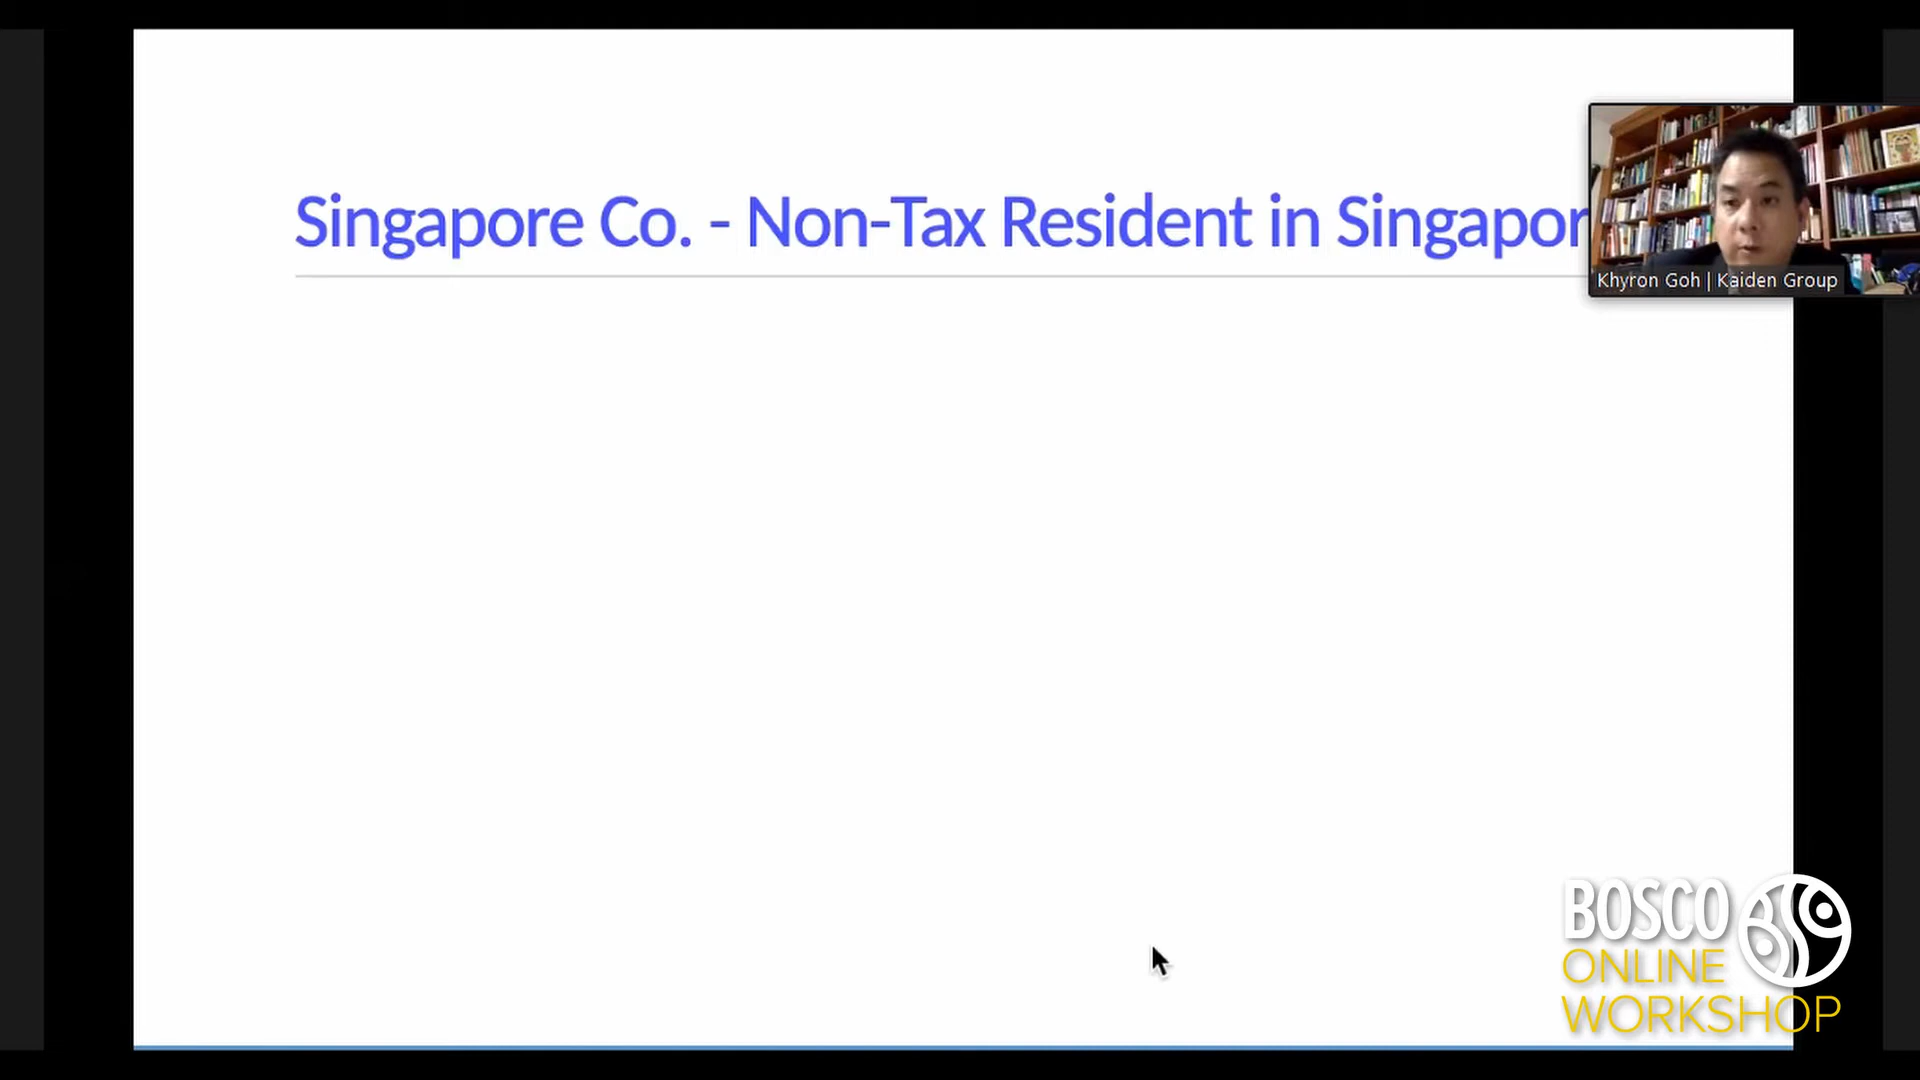 Singapore Co. - Non-Tax Resident in Singapor
Khyron Goh | Kaiden Group
BOSCO
ONLINE
WORKSHOP